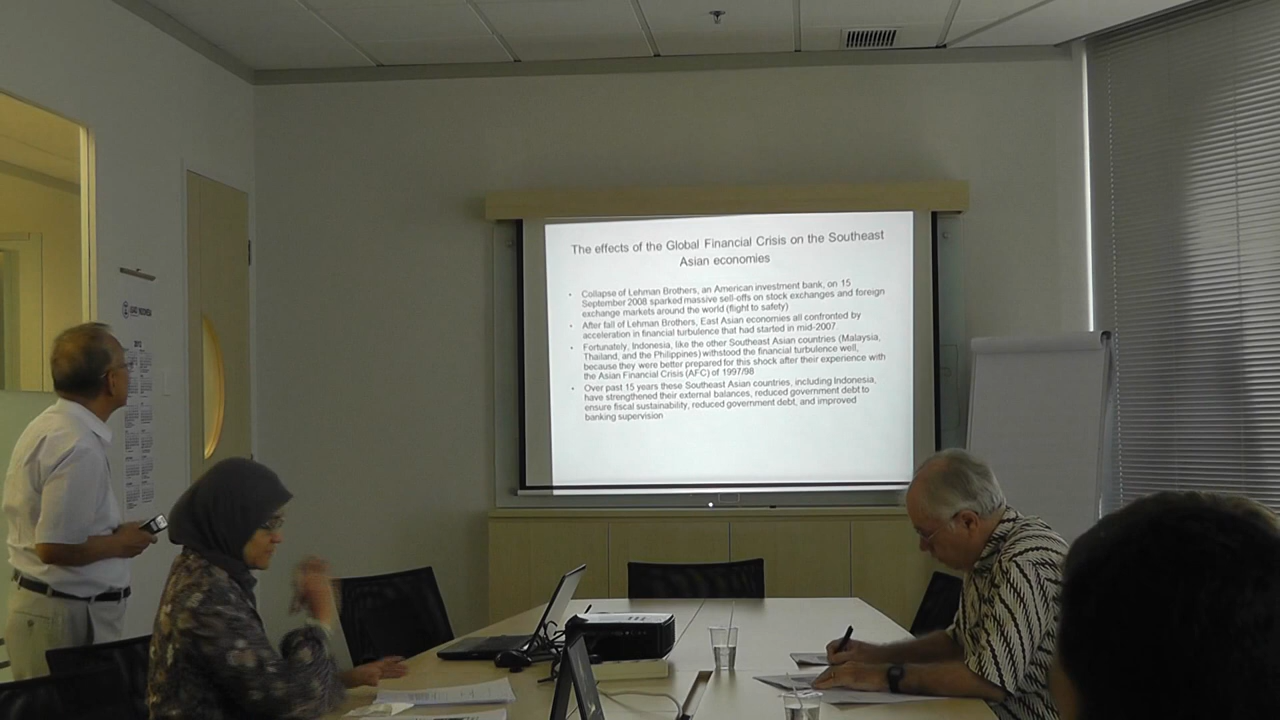 The effects of the Global Financial Crisis on the Southeast
Asian economies
• Collapse of Lehman Brothers, an American investment bank, on 15
September 2008 sparked massive sell-offs on stock exchanges and foreign
exchange markets around the world (flight to safety)
• After fall of Lehman Brothers, East Asian economies all confronted by
acceleration in financial turbulence that had started in mid-2007
• Fortunately, Indonesia, like the other Southeast Asian countries (Malaysia,
Thailand, and the Philippines) withstood the financial turbulence well,
because they were better prepared for this shock after their experience with
the Asian Financial Crisis (AFC) of 1997/98
• Over past 15 years these Southeast Asian countries, including Indonesia,
have strengthened their external balances, reduced government debt to
ensure fiscal sustainability, reduced government debt, and improved
banking supervision